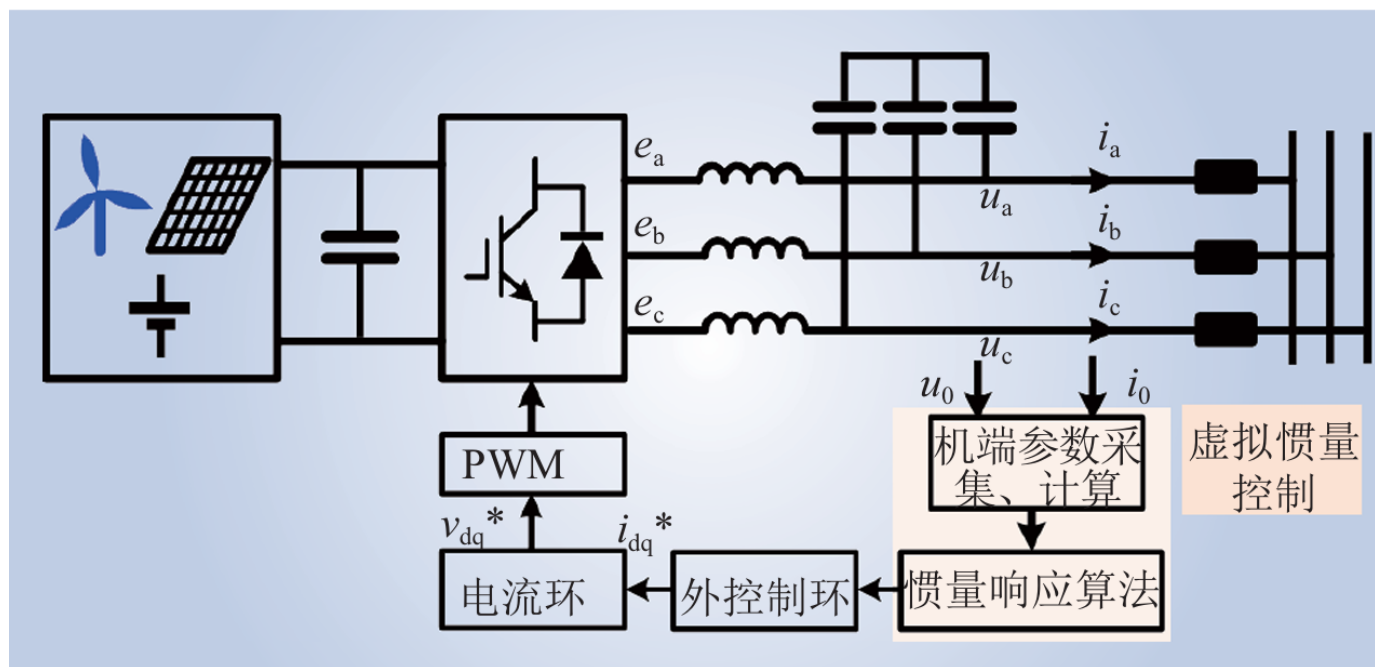 e_a
i_a
u_a
e_b
i_b
u_b
e_c
i_c
u_c
u_0
i_0
机端参数采
集、计算
虚拟惯量
控制
PWM
v_dq*
i_dq*
电流环
外控制环
惯量响应算法